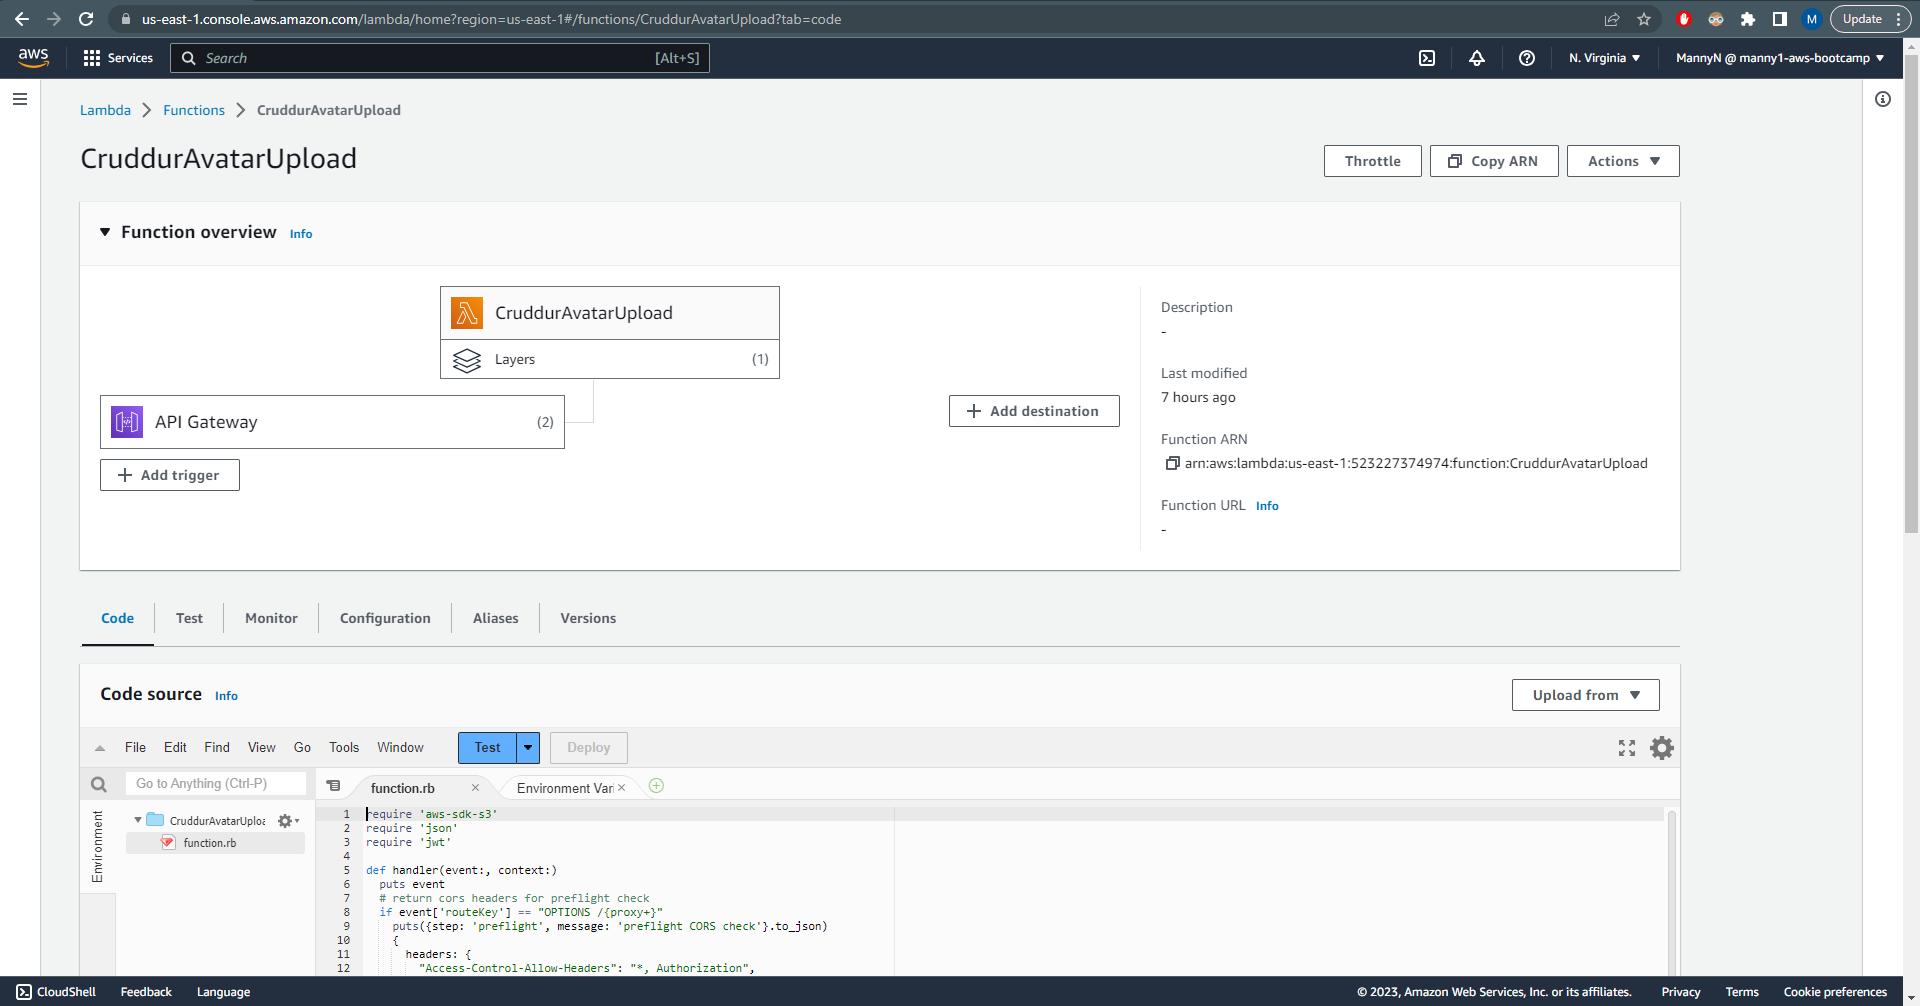 us-east-1.console.aws.amazon.com/lambda/home?region=us-east-1#/functions/CruddurAvatarUpload?tab=code
M
Update
aws
Services
Search
[Alt+S]
N. Virginia
MannyN @ manny1-aws-bootcamp
Lambda
Functions
CruddurAvatarUpload
CruddurAvatarUpload
Throttle
Copy ARN
Actions
Function overview Info
CruddurAvatarUpload
Layers
(1)
API Gateway
(2)
Add trigger
Add destination
Description
-
Last modified
7 hours ago
Function ARN
arn:aws:lambda:us-east-1:523227374974:function:CruddurAvatarUpload
Function URL Info
-
Code
Test
Monitor
Configuration
Aliases
Versions
Code source Info
Upload from
File Edit Find View Go Tools Window
Test
Deploy
Go to Anything (Ctrl-P)
function.rb
Environment Vari
Environment
CruddurAvatarUploa
function.rb
1 require 'aws-sdk-s3'
2 require 'json'
3 require 'jwt'
4
5 def handler(event:, context:)
6 puts event
7 # return cors headers for preflight check
8 if event['routeKey'] == "OPTIONS /{proxy+}"
9 puts({step: 'preflight', message: 'preflight CORS check'}.to_json)
10 {
11 headers: {
12 "Access-Control-Allow-Headers": "*, Authorization",
CloudShell
Feedback
Language
© 2023, Amazon Web Services, Inc. or its affiliates.
Privacy
Terms
Cookie preferences